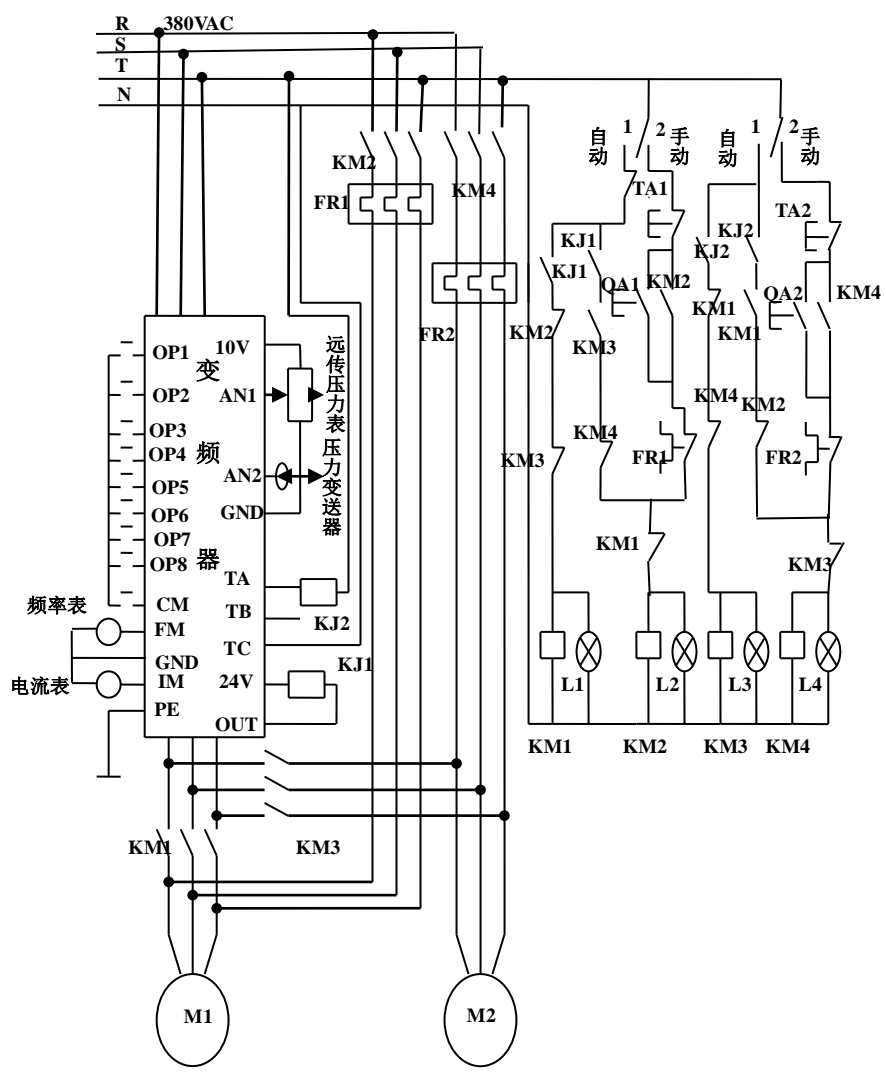 R 380VAC
S
T
N
自动 1 2 手动
自动 1 2 手动
KM2
TA1
KM4
FR1
TA2
KJ1
KJ2
KJ2
KJ1
QA1
KM2
KM1
QA2
KM4
KM2
KM1
FR2
KM3
变频器
OP1
OP2
OP3
OP4
OP5
OP6
OP7
OP8
CM
FM
GND
IM
PE
10V
AN1
AN2
GND
TA
TB
TC
24V
OUT
远传压力表
压力变送器
KM4
KM2
KM4
KM3
FR1
FR2
KM1
KM3
频率表
电流表
KJ2
KJ1
L1
L2
L3
L4
KM1
KM2
KM3
KM4
KM1
KM3
M1
M2